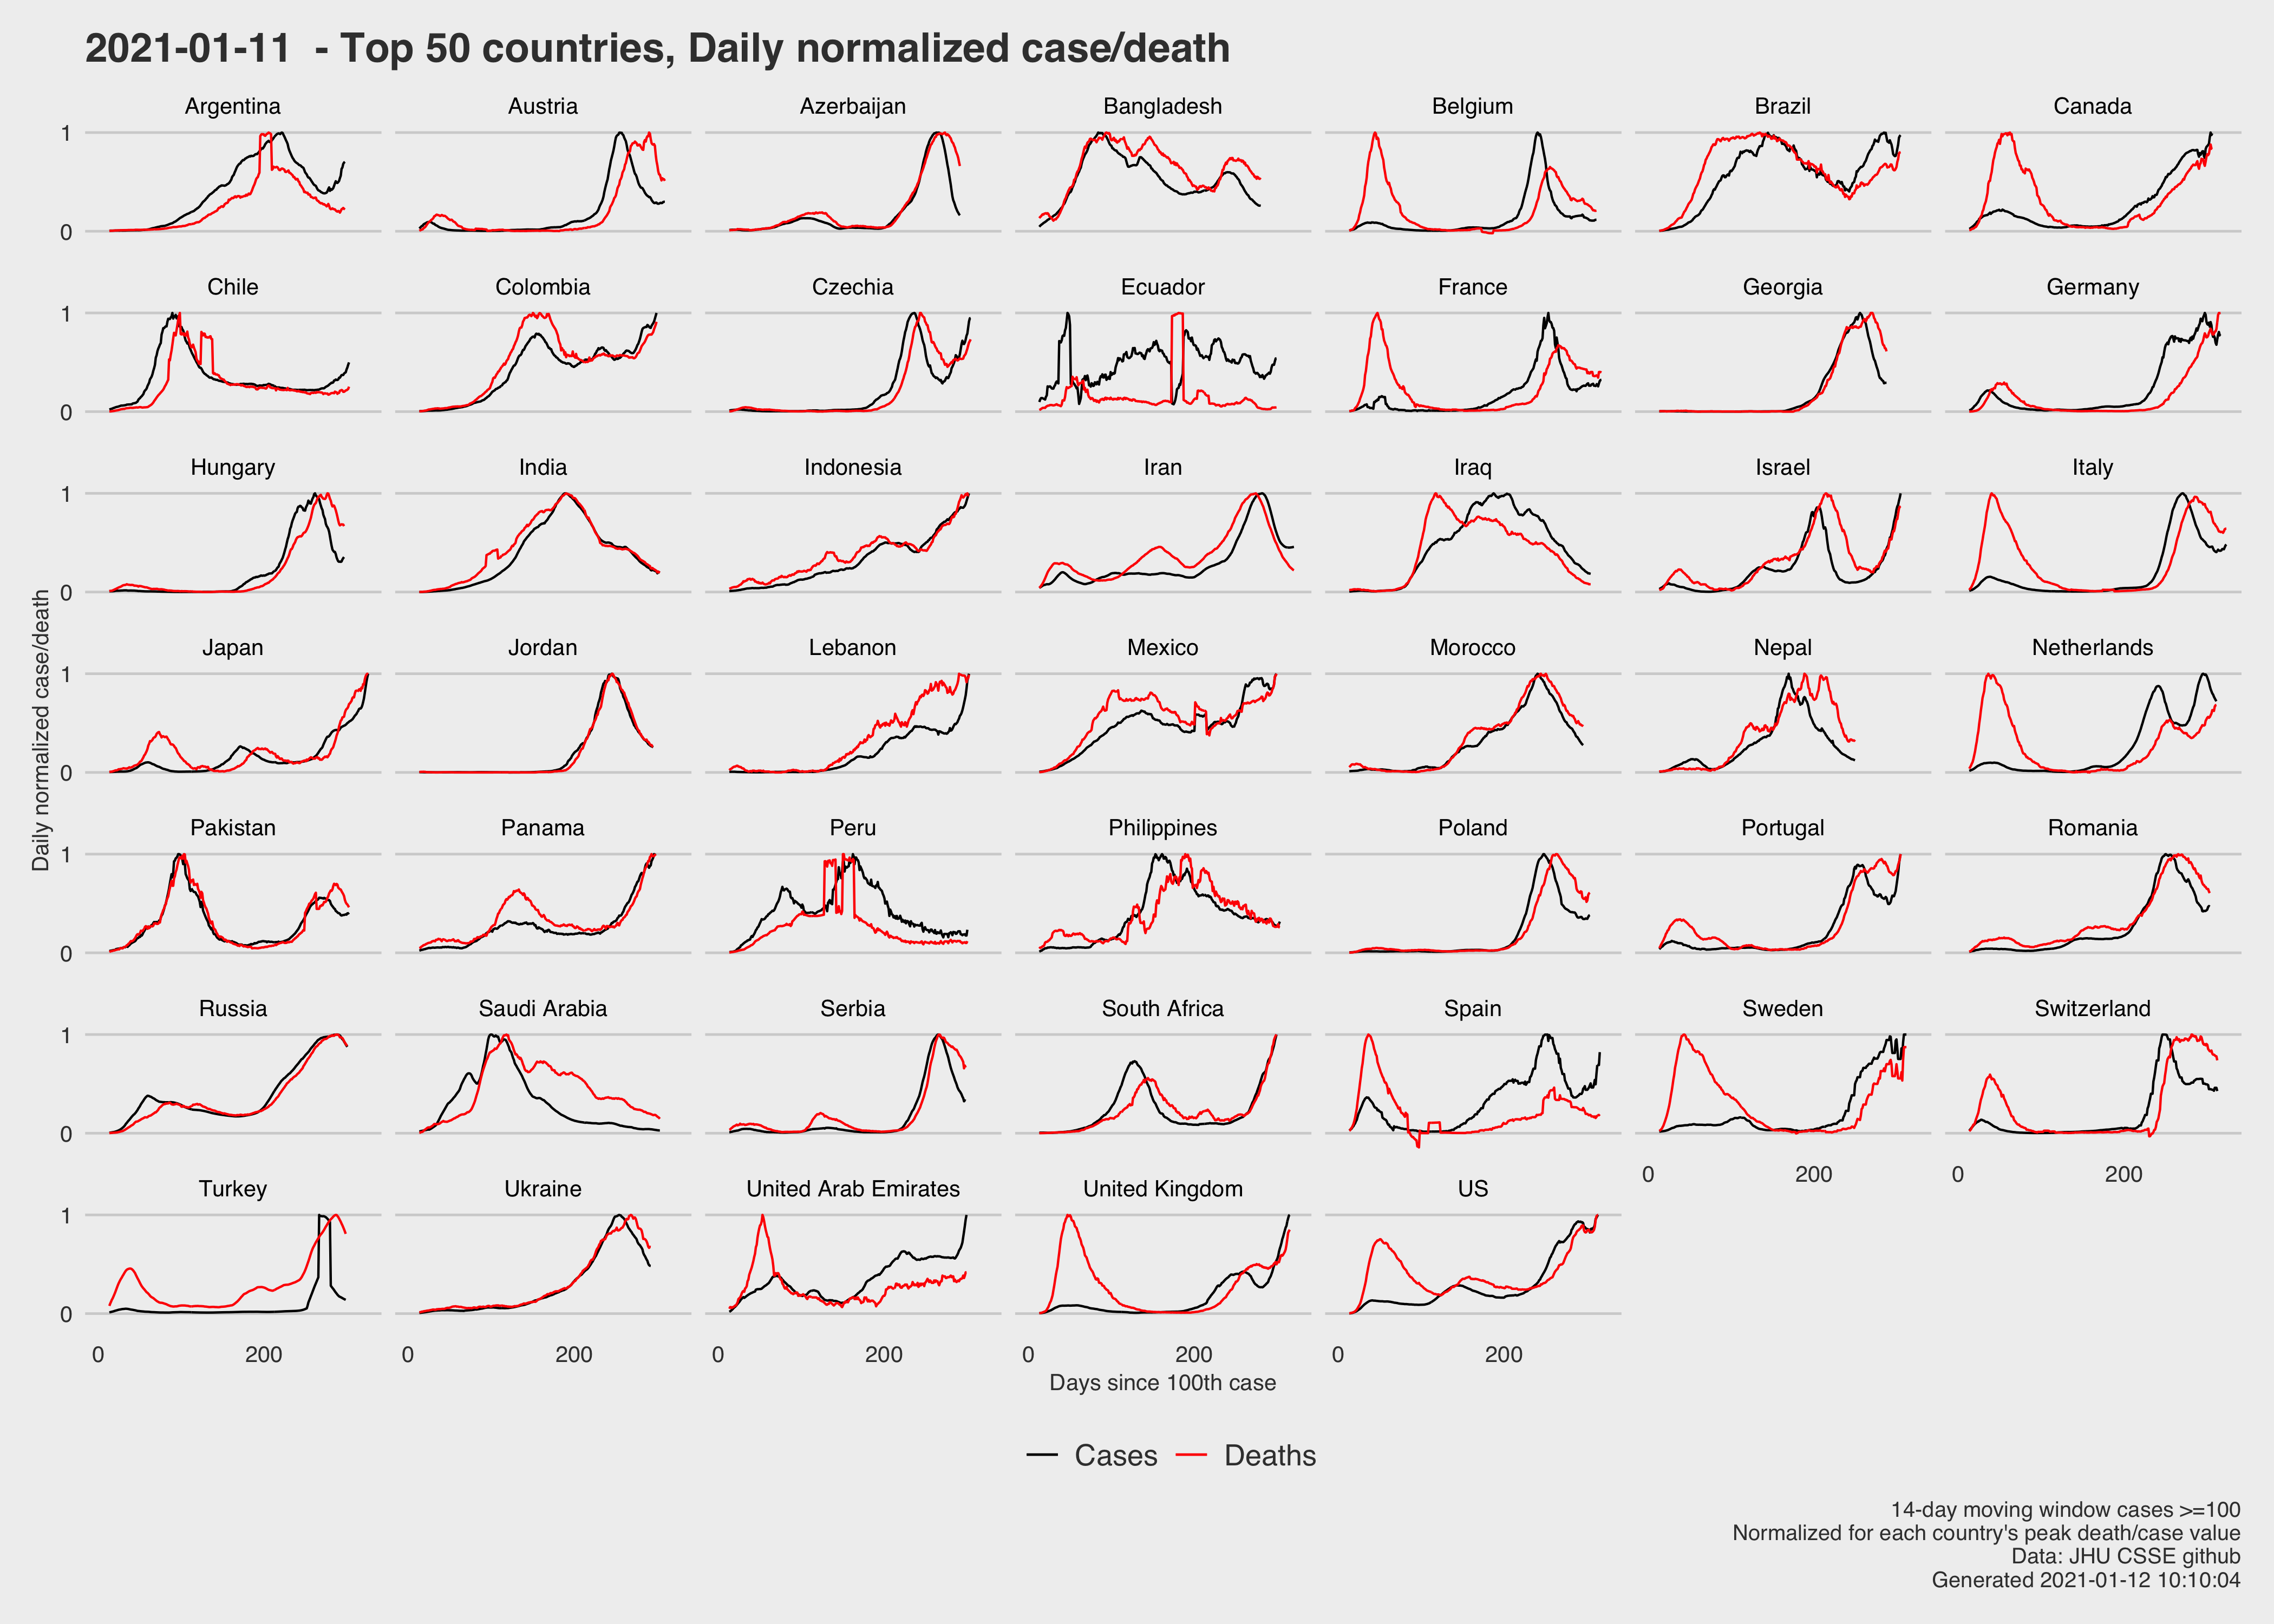 2021-01-11  - Top 50 countries, Daily normalized case/death
Argentina Austria Azerbaijan Bangladesh Belgium Brazil Canada
1
0
Chile Colombia Czechia Ecuador France Georgia Germany
1
0
Hungary India Indonesia Iran Iraq Israel Italy
1
0
Japan Jordan Lebanon Mexico Morocco Nepal Netherlands
1
0
Pakistan Panama Peru Philippines Poland Portugal Romania
1
0
Russia Saudi Arabia Serbia South Africa Spain Sweden Switzerland
1
0
0 200 0 200
Turkey Ukraine United Arab Emirates United Kingdom US
1
0
0 200 0 200 0 200 0 200 0 200
Daily normalized case/death
Days since 100th case
Cases Deaths
14-day moving window cases >=100
Normalized for each country's peak death/case value
Data: JHU CSSE github
Generated 2021-01-12 10:10:04